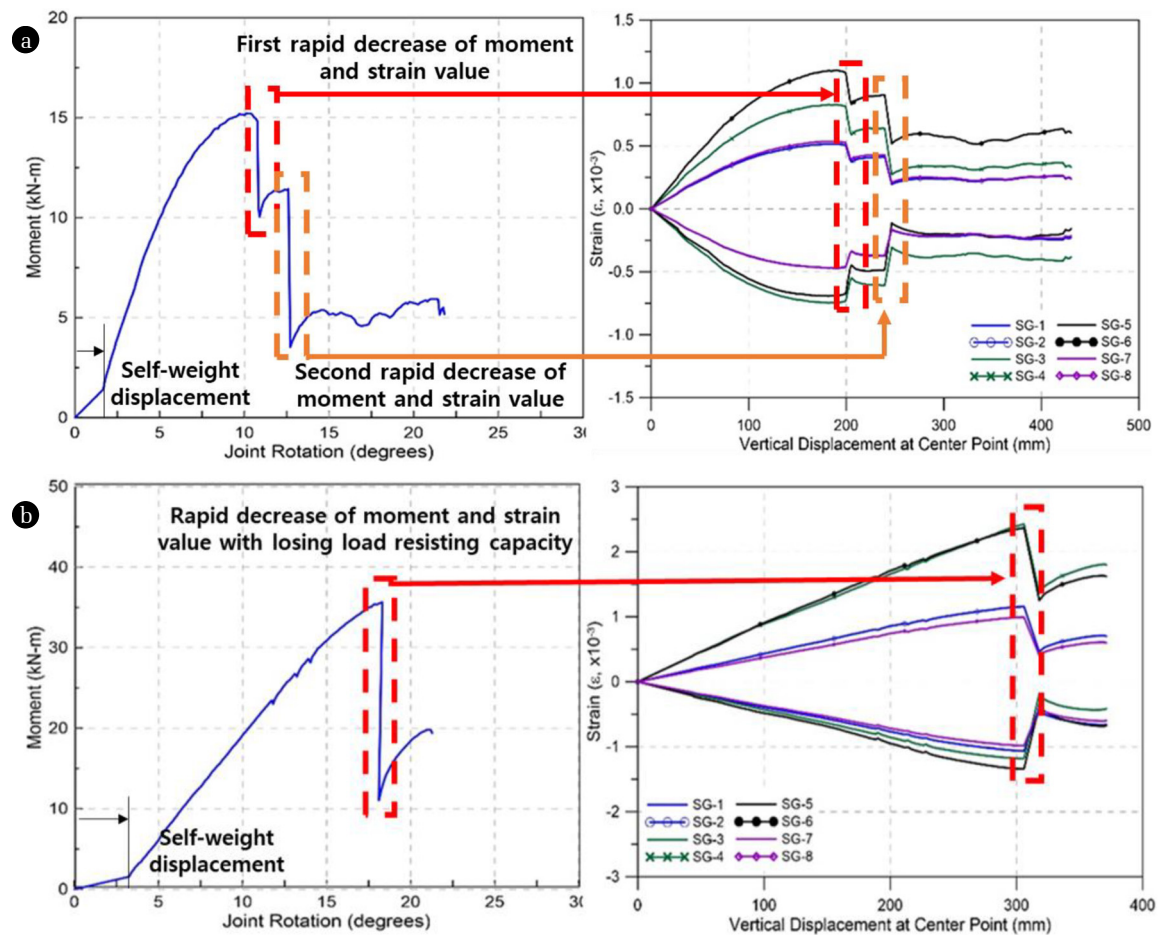 a
20
15
10
5
0
Moment (kN-m)
First rapid decrease of moment
and strain value
Self-weight
displacement
Second rapid decrease of
moment and strain value
0 5 10 15 20 25 30
Joint Rotation (degrees)
1.5
1.0
0.5
0.0
-0.5
-1.0
-1.5
Strain (ε, x10⁻³)
SG-1 SG-5
SG-2 SG-6
SG-3 SG-7
SG-4 SG-8
0 100 200 300 400 500
Vertical Displacement at Center Point (mm)
b
50
40
30
20
10
0
Moment (kN-m)
Rapid decrease of moment and strain
value with losing load resisting capacity
Self-weight
displacement
0 5 10 15 20 25
Joint Rotation (degrees)
3
2
1
0
-1
-2
-3
Strain (ε, x10⁻³)
SG-1 SG-5
SG-2 SG-6
SG-3 SG-7
SG-4 SG-8
0 100 200 300 400
Vertical Displacement at Center Point (mm)